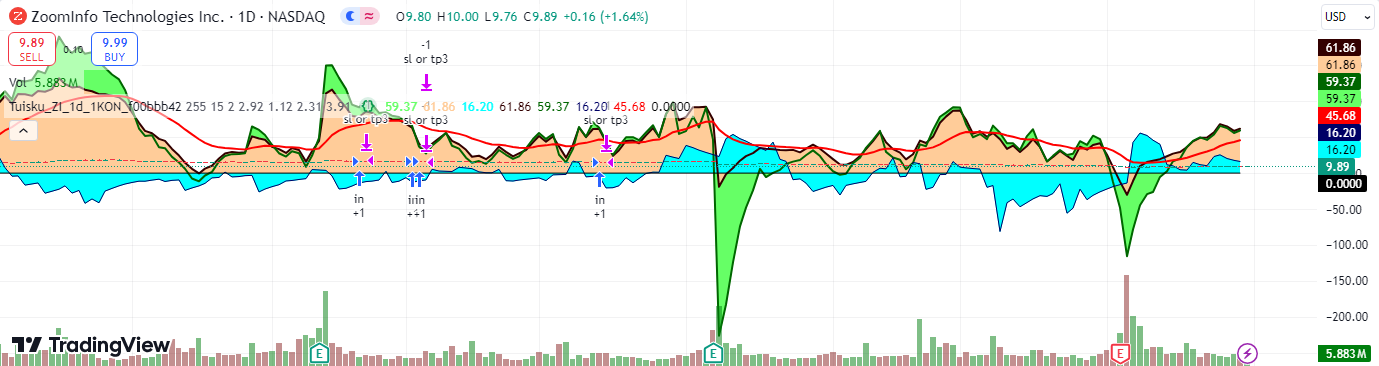 ZoomInfo Technologies Inc. · 1D · NASDAQ O9.80 H10.00 L9.76 C9.89 +0.16 (+1.64%)
USD
9.89 SELL
0.10
9.99 BUY
Vol 5.883 M
Tuisku_ZI_1d_1KON_f00bbb42 255 15 2 2.92 1.12 2.31 3.91 59.37 61.86 16.20 61.86 59.37 16.20 45.68 0.0000
-1
sl or tp3
sl or tp3
sl or tp3
sl or tp3
in
+1
in
+1
in
+1
61.86
61.86
59.37
59.37
45.68
16.20
16.20
9.89
0.0000
−50.00
−100.00
−150.00
−200.00
5.883 M
E
E
E
TradingView